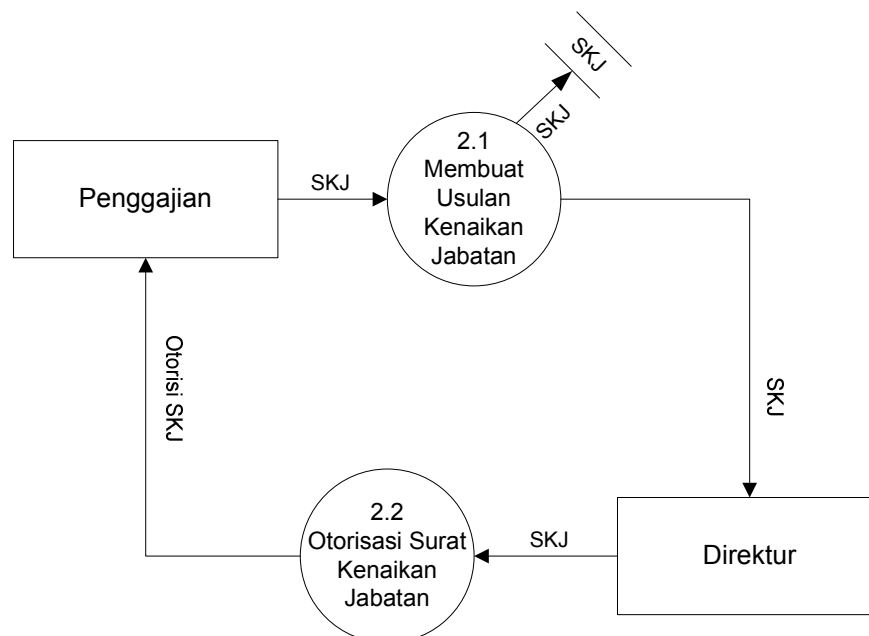 SKJ
SKJ
2.1
Membuat
Usulan
Kenaikan
Jabatan
Penggajian
SKJ
Otorisi SKJ
SKJ
2.2
Otorisasi Surat
Kenaikan
Jabatan
SKJ
Direktur